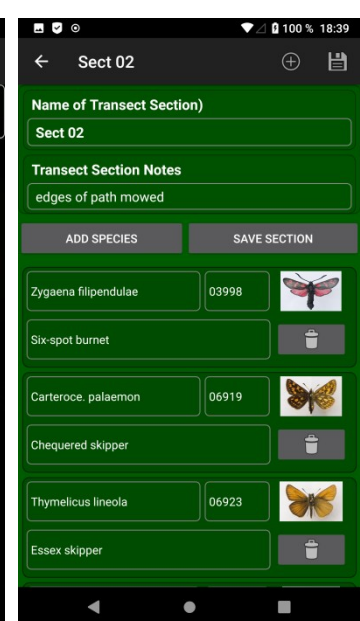 100 % 18:39
Sect 02
Name of Transect Section)
Sect 02
Transect Section Notes
edges of path mowed
ADD SPECIES SAVE SECTION
Zygaena filipendulae 03998
Six-spot burnet
Carteroce. palaemon 06919
Chequered skipper
Thymelicus lineola 06923
Essex skipper